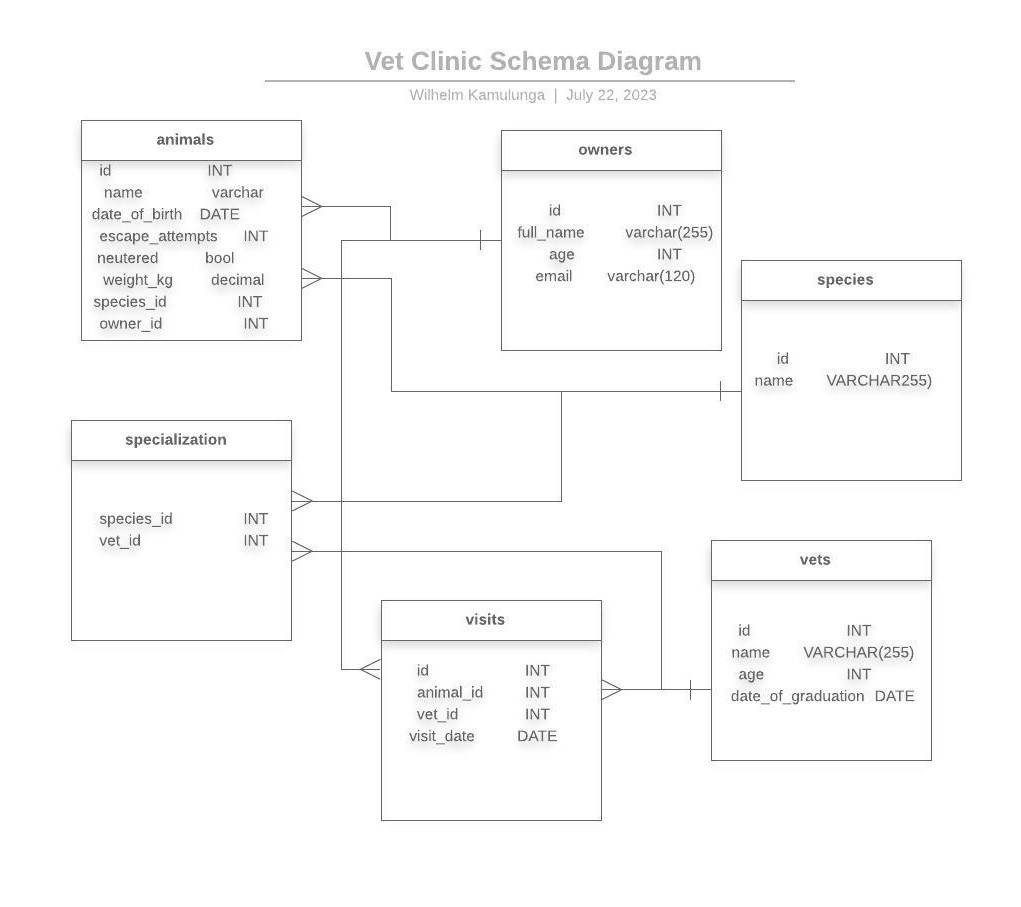 Vet Clinic Schema Diagram
Wilhelm Kamulunga | July 22, 2023
animals
id INT
name varchar
date_of_birth DATE
escape_attempts INT
neutered bool
weight_kg decimal
species_id INT
owner_id INT
owners
id INT
full_name varchar(255)
age INT
email varchar(120)
species
id INT
name VARCHAR255)
specialization
species_id INT
vet_id INT
visits
id INT
animal_id INT
vet_id INT
visit_date DATE
vets
id INT
name VARCHAR(255)
age INT
date_of_graduation DATE